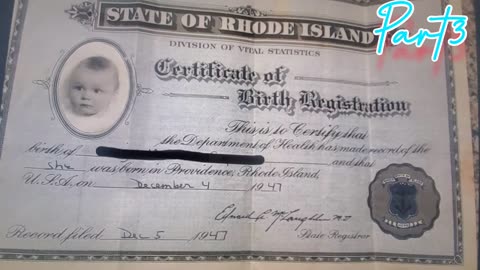 Part 3
STATE OF RHODE ISLAND
DIVISION OF VITAL STATISTICS
Certificate of
Birth Registration
This is to Certify that
the Department of Health has made record of the
birth of and that
She was born in Providence, Rhode Island,
U.S.A., on December 4 1947
Record filed Dec 5 1947
State Registrar